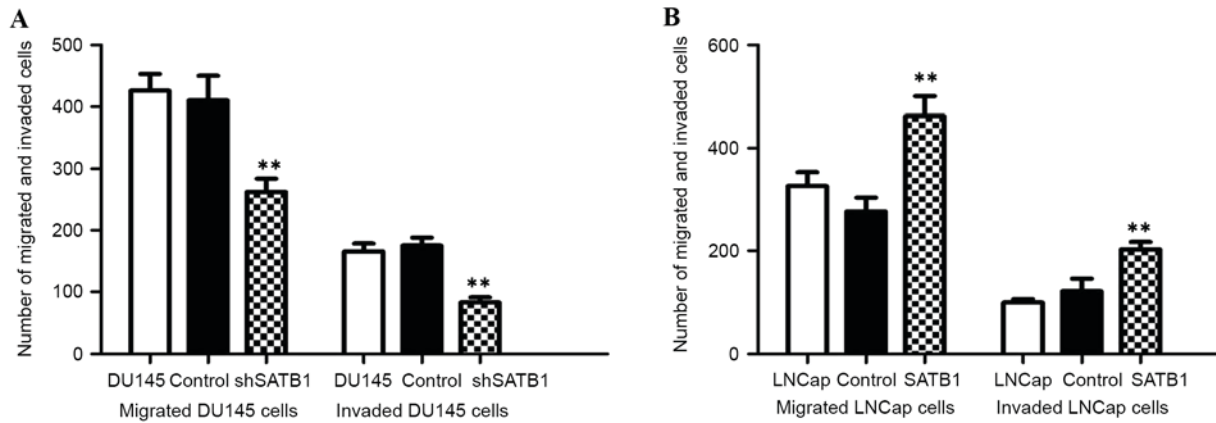 A
Number of migrated and invaded cells
500
400
300
200
100
0
**
**
DU145 Control shSATB1
DU145 Control shSATB1
Migrated DU145 cells
Invaded DU145 cells
B
Number of migrated and invaded cells
600
400
200
0
**
**
LNCap Control SATB1
LNCap Control SATB1
Migrated LNCap cells
Invaded LNCap cells